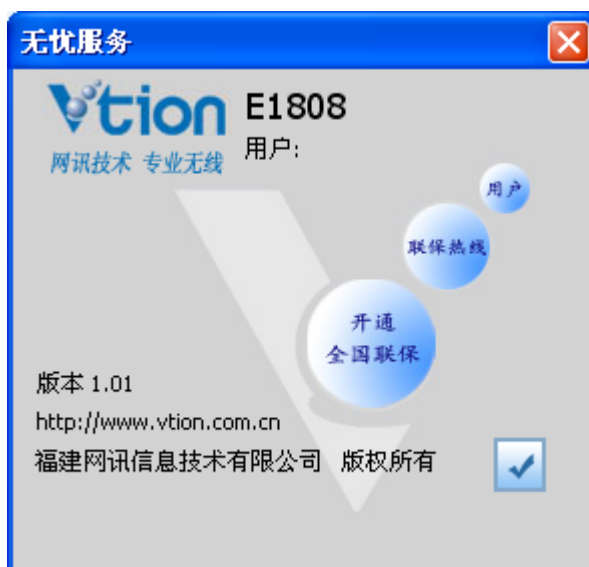 无忧服务
Vtion
网讯技术 专业无线
E1808
用户:
用户
联保热线
开通
全国联保
版本 1.01
http://www.vtion.com.cn
福建网讯信息技术有限公司 版权所有